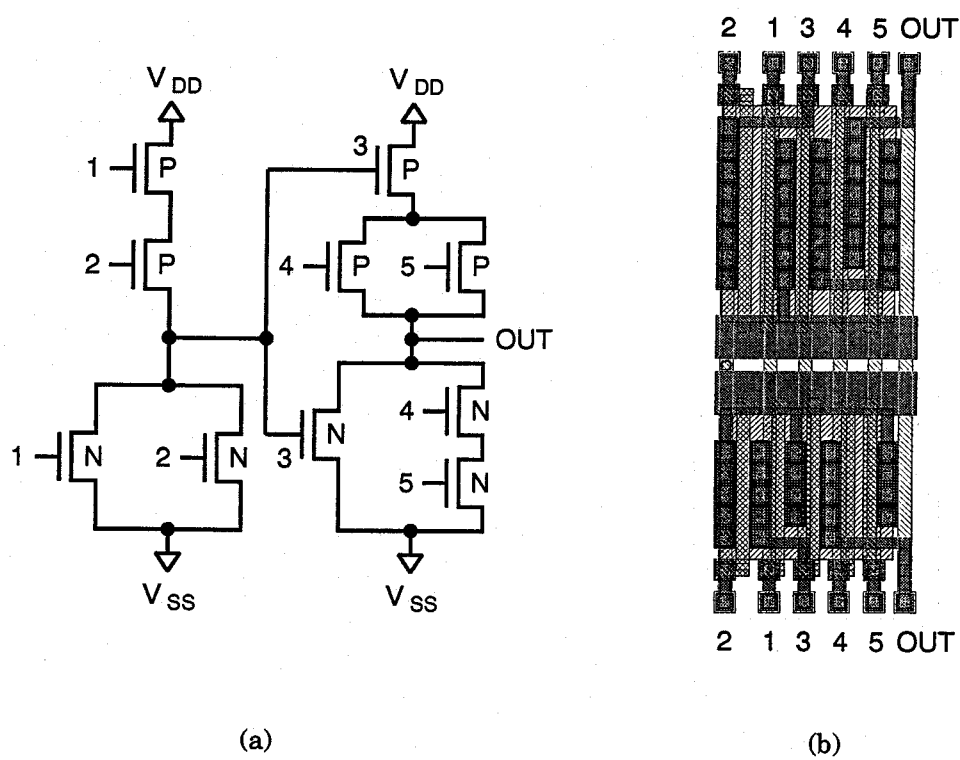 2 1 3 4 5 OUT
V DD
V DD
3
1 P
P
2 P
4 P 5 P
OUT
4 N
1 N 2 N 3 N
5 N
V SS
V SS
2 1 3 4 5 OUT
(a)
(b)